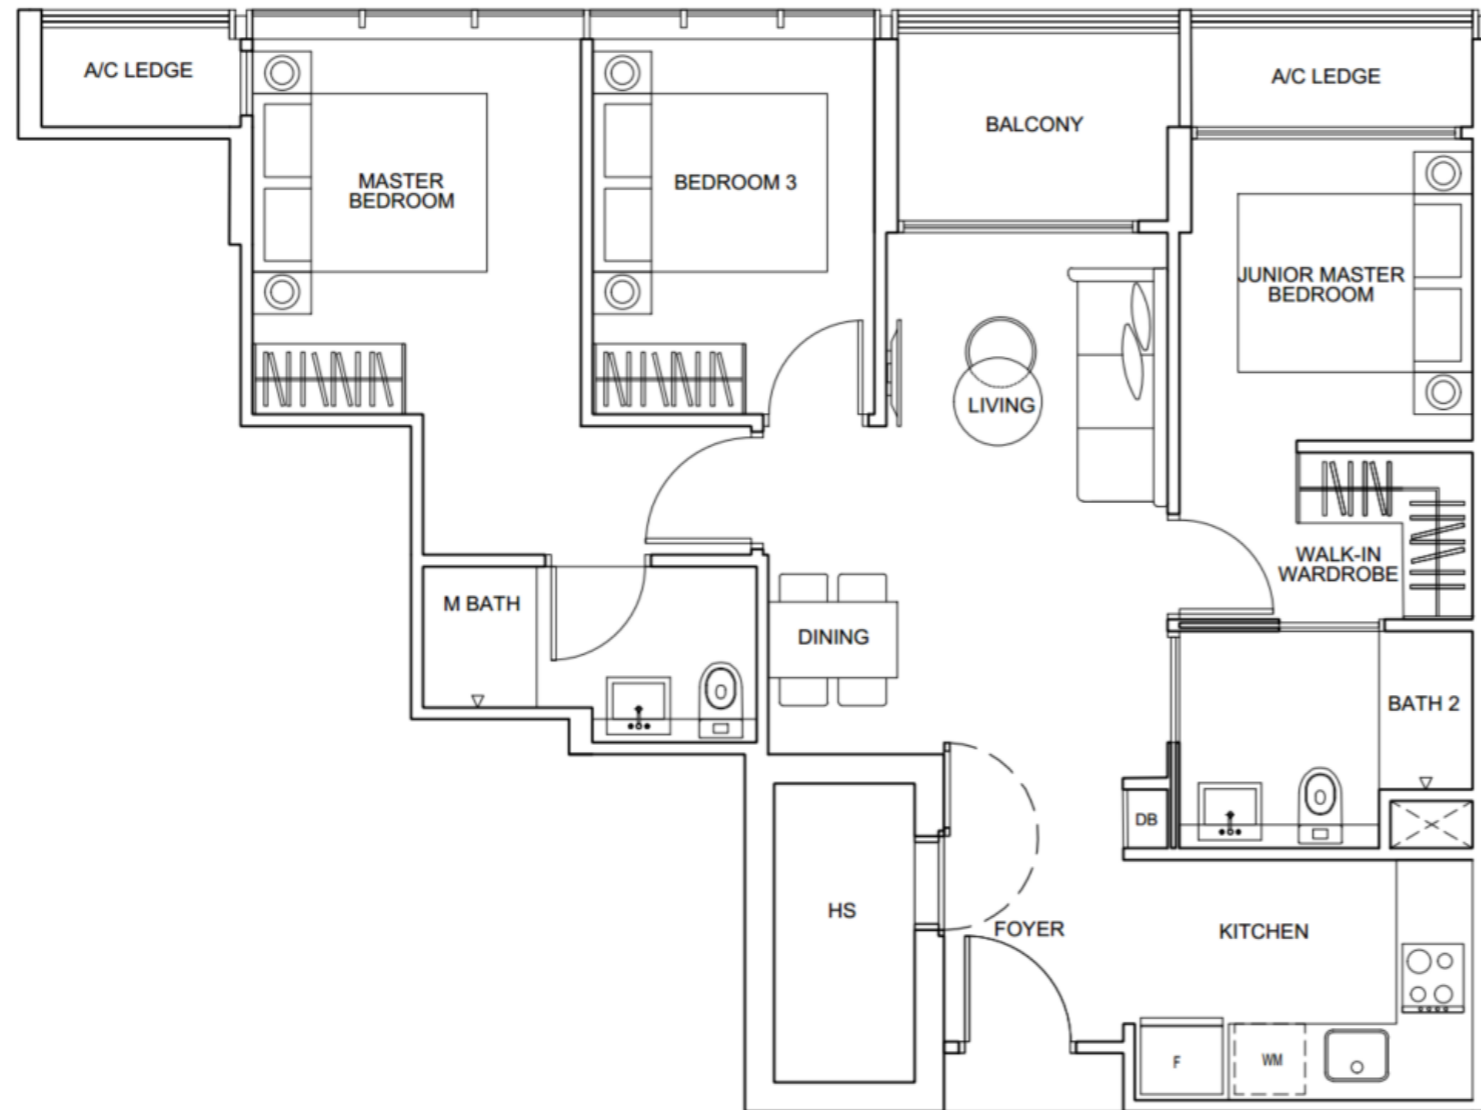 A/C LEDGE
A/C LEDGE
BALCONY
MASTER
BEDROOM
BEDROOM 3
JUNIOR MASTER
BEDROOM
LIVING
WALK-IN
WARDROBE
M BATH
DINING
BATH 2
DB
HS
FOYER
KITCHEN
F
WM